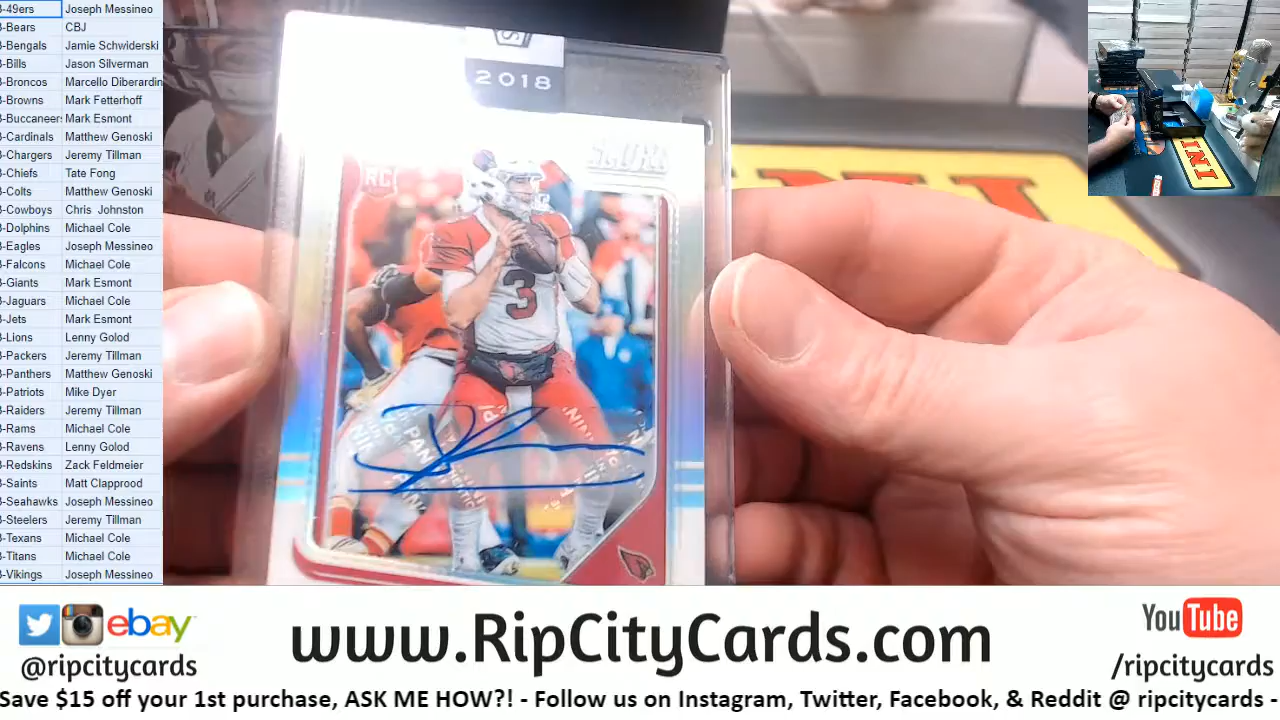 B-49ers Joseph Messineo
B-Bears CBJ
B-Bengals Jamie Schwiderski
B-Bills Jason Silverman
B-Broncos Marcello Diberardin
B-Browns Mark Fetterhoff
B-Buccaneers Mark Esmont
B-Cardinals Matthew Genoski
B-Chargers Jeremy Tillman
B-Chiefs Tate Fong
B-Colts Matthew Genoski
B-Cowboys Chris Johnston
B-Dolphins Michael Cole
B-Eagles Joseph Messineo
B-Falcons Michael Cole
B-Giants Mark Esmont
B-Jaguars Michael Cole
B-Jets Mark Esmont
B-Lions Lenny Golod
B-Packers Jeremy Tillman
B-Panthers Matthew Genoski
B-Patriots Mike Dyer
B-Raiders Jeremy Tillman
B-Rams Michael Cole
B-Ravens Lenny Golod
B-Redskins Zack Feldmeier
B-Saints Matt Clapprood
B-Seahawks Joseph Messineo
B-Steelers Jeremy Tillman
B-Texans Michael Cole
B-Titans Michael Cole
B-Vikings Joseph Messineo
2018
SCORE
3
INI
ebay
@ripcitycards
www.RipCityCards.com
YouTube
/ripcitycards
Save $15 off your 1st purchase, ASK ME HOW?! - Follow us on Instagram, Twitter, Facebook, & Reddit @ ripcitycards -